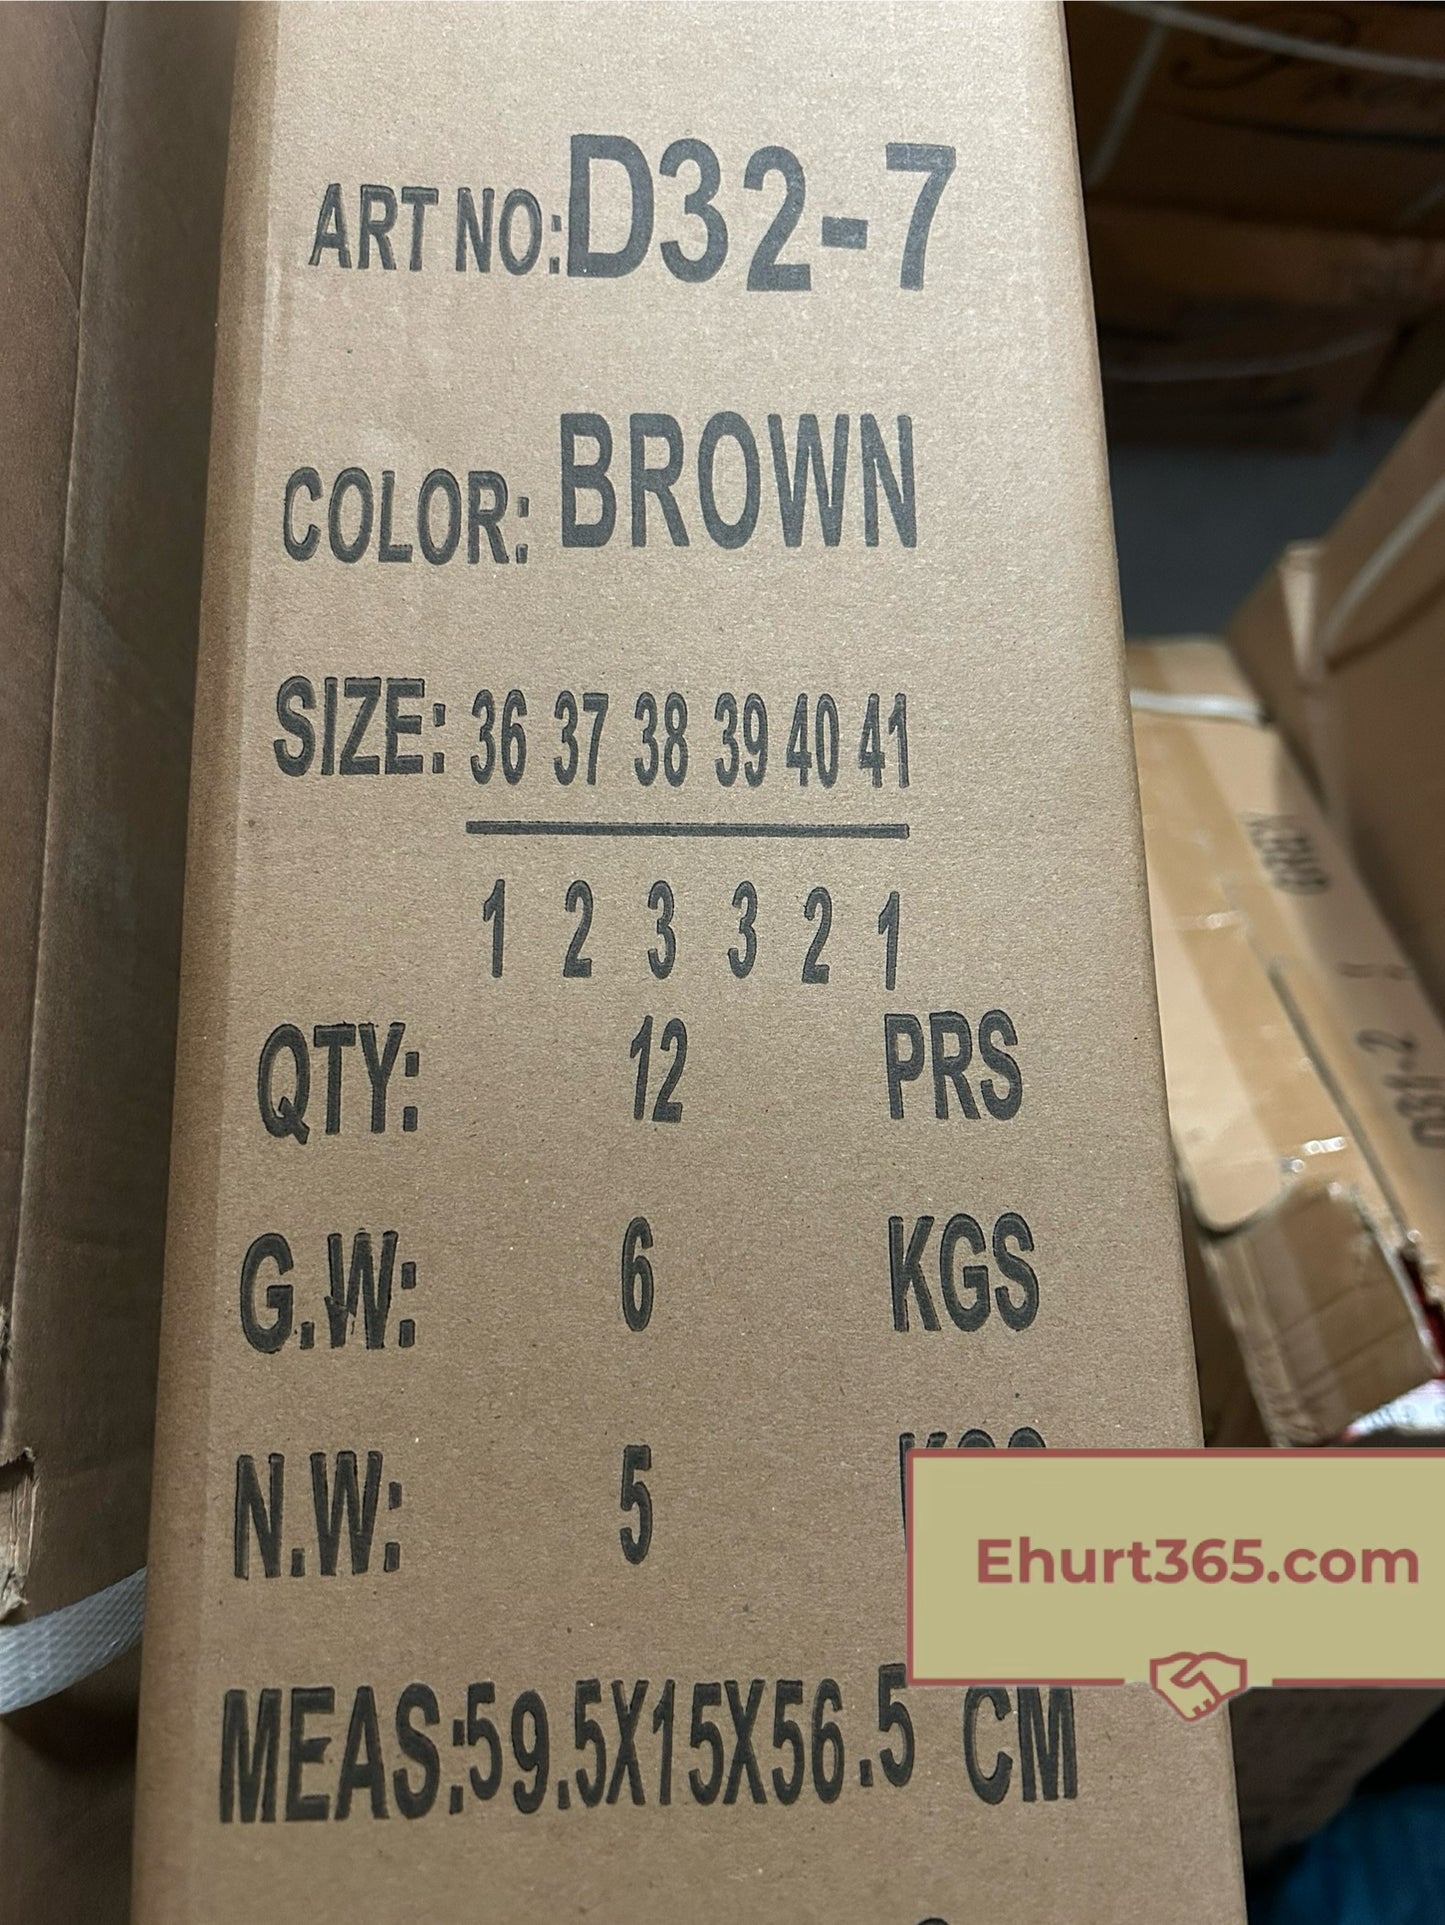 ART NO:D32-7
COLOR: BROWN
SIZE: 36 37 38 39 40 41
1 2 3 3 2 1
QTY: 12 PRS
G.W: 6 KGS
N.W: 5
Ehurt365.com
MEAS:59.5X15X56.5 CM